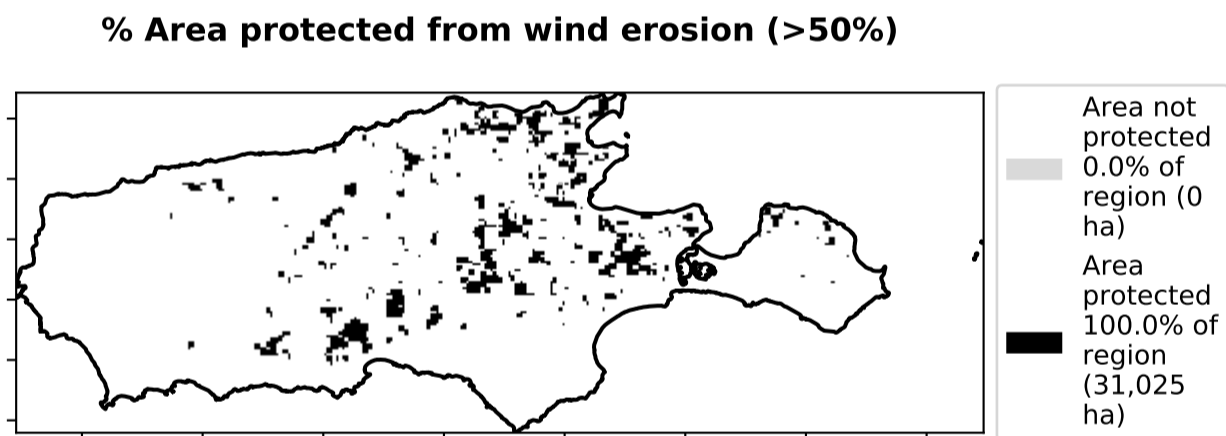 % Area protected from wind erosion (>50%)
Area not
protected
0.0% of
region (0
ha)
Area
protected
100.0% of
region
(31,025
ha)